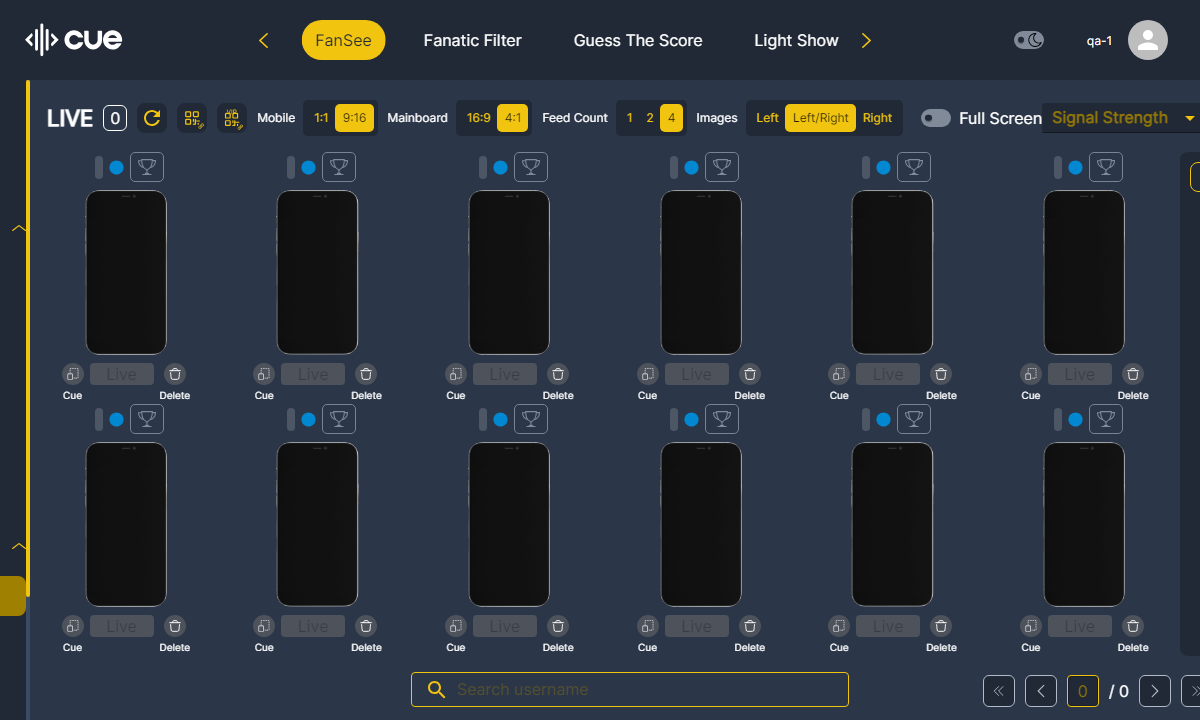 cue FanSee Fanatic Filter Guess The Score Light Show qa-1
LIVE 0 Mobile 1:1 9:16 Mainboard 16:9 4:1 Feed Count 1 2 4 Images Left Left/Right Right Full Screen Signal Strength
Live Live Live Live Live Live
Cue Delete Cue Delete Cue Delete Cue Delete Cue Delete Cue Delete
Live Live Live Live Live Live
Cue Delete Cue Delete Cue Delete Cue Delete Cue Delete Cue Delete
Search username 0 / 0